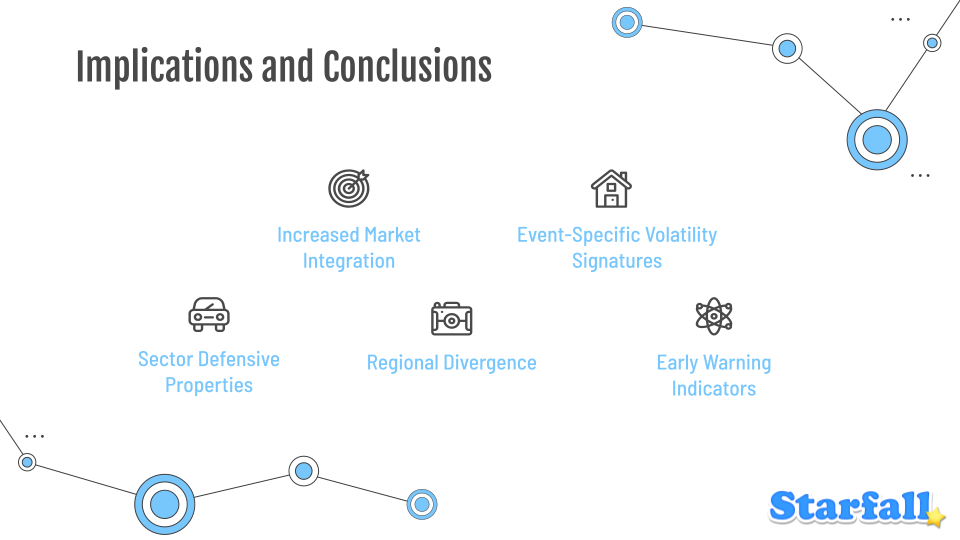 Implications and Conclusions
Increased Market
Integration
Event-Specific Volatility
Signatures
Sector Defensive
Properties
Regional Divergence
Early Warning
Indicators
Starfall